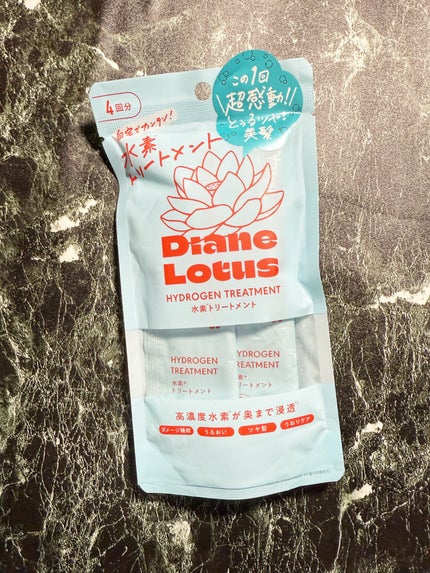 4回分
この1回
超感動!!
とぅるツヤ
美髪
自宅でカンタン!
水素
トリートメント
Diane
Lotus
HYDROGEN TREATMENT
水素トリートメント
HYDROGEN
TREATMENT
水素*
トリートメント
HYDROGEN
TREATMENT
素*
トリートメント
高濃度水素が奥まで浸透
ダメージ補修
うるおい
ツヤ髪
うねりケア